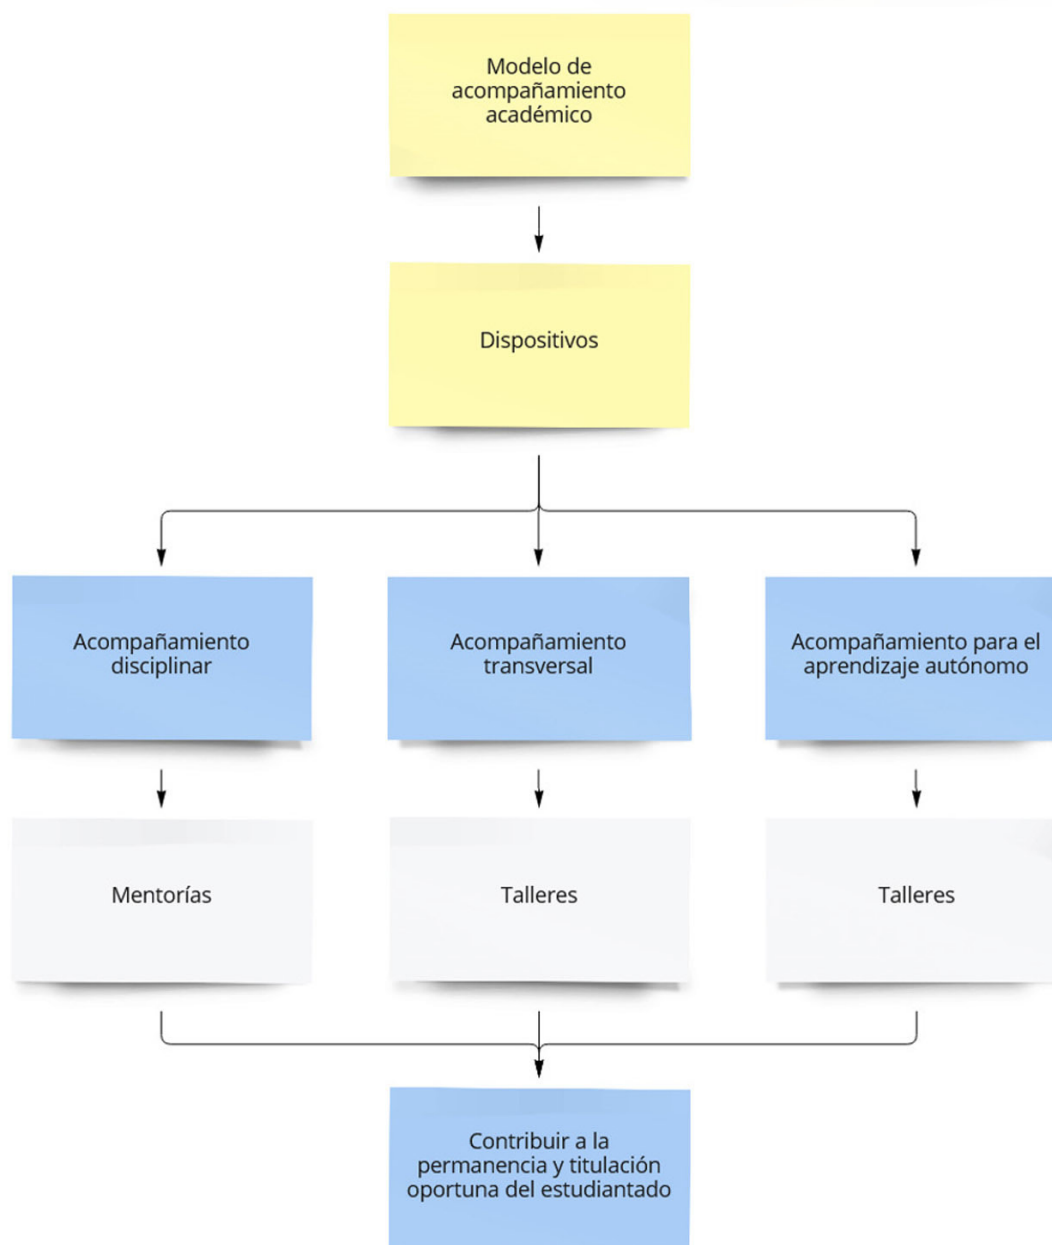 Modelo de
acompañamiento
académico
Dispositivos
Acompañamiento
disciplinar
Acompañamiento
transversal
Acompañamiento para el
aprendizaje autónomo
Mentorías
Talleres
Talleres
Contribuir a la
permanencia y titulación
oportuna del estudiantado